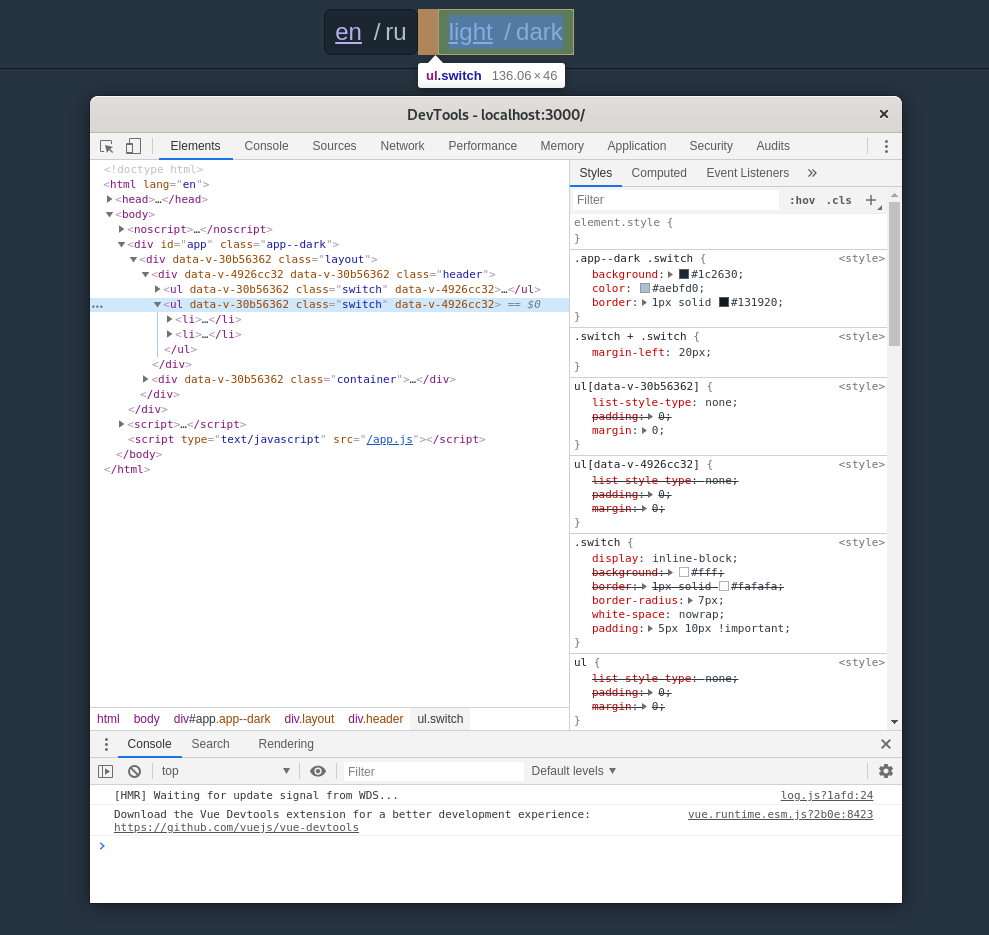 en / ru light / dark
ul.switch 136.06 × 46
DevTools - localhost:3000/
Elements Console Sources Network Performance Memory Application Security Audits
<!doctype html>
<html lang="en">
<head>…</head>
<body>
<noscript>…</noscript>
<div id="app" class="app--dark">
<div data-v-30b56362 class="layout">
<div data-v-4926cc32 data-v-30b56362 class="header">
<ul data-v-30b56362 class="switch" data-v-4926cc32>…</ul>
<ul data-v-30b56362 class="switch" data-v-4926cc32> == $0
<li>…</li>
<li>…</li>
</ul>
</div>
<div data-v-30b56362 class="container">…</div>
</div>
</div>
<script>…</script>
<script type="text/javascript" src="/app.js"></script>
</body>
</html>
html body div#app.app--dark div.layout div.header ul.switch
Styles Computed Event Listeners »
Filter :hov .cls +
element.style {
}
.app--dark .switch { <style>
background: #1c2630;
color: #aebfd0;
border: 1px solid #131920;
}
.switch + .switch { <style>
margin-left: 20px;
}
ul[data-v-30b56362] { <style>
list-style-type: none;
padding: 0;
margin: 0;
}
ul[data-v-4926cc32] { <style>
list-style-type: none;
padding: 0;
margin: 0;
}
.switch { <style>
display: inline-block;
background: #fff;
border: 1px solid #fafafa;
border-radius: 7px;
white-space: nowrap;
padding: 5px 10px !important;
}
ul { <style>
list-style-type: none;
padding: 0;
margin: 0;
}
Console Search Rendering
top Filter Default levels
[HMR] Waiting for update signal from WDS... log.js?1afd:24
Download the Vue Devtools extension for a better development experience: vue.runtime.esm.js?2b0e:8423
https://github.com/vuejs/vue-devtools